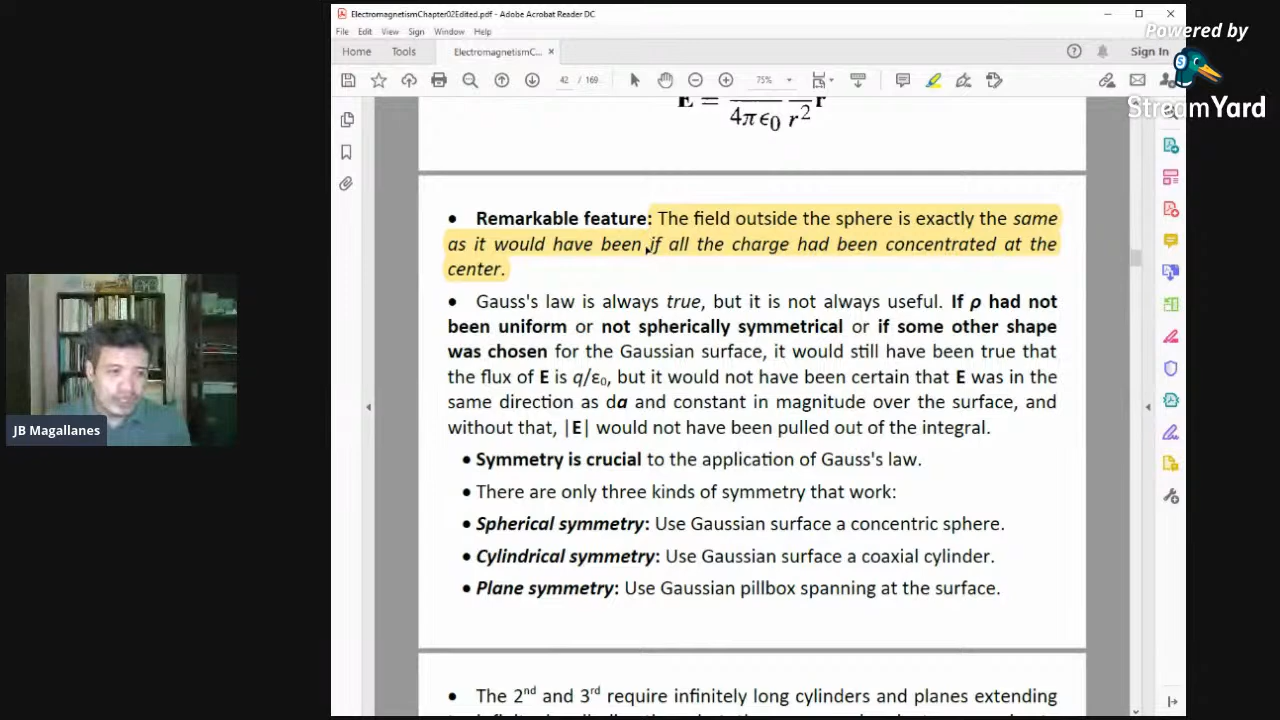 ElectromagnetismChapter02Edited.pdf - Adobe Acrobat Reader DC
File Edit View Sign Window Help
Home Tools ElectromagnetismC... × Sign In
42 / 169 75%
Powered by
StreamYard
S
E = 4πϵ₀ r² r
• Remarkable feature: The field outside the sphere is exactly the same
as it would have been if all the charge had been concentrated at the
center.
• Gauss's law is always true, but it is not always useful. If ρ had not
been uniform or not spherically symmetrical or if some other shape
was chosen for the Gaussian surface, it would still have been true that
the flux of E is q/ε₀, but it would not have been certain that E was in the
same direction as da and constant in magnitude over the surface, and
without that, |E| would not have been pulled out of the integral.
• Symmetry is crucial to the application of Gauss's law.
• There are only three kinds of symmetry that work:
• Spherical symmetry: Use Gaussian surface a concentric sphere.
• Cylindrical symmetry: Use Gaussian surface a coaxial cylinder.
• Plane symmetry: Use Gaussian pillbox spanning at the surface.
• The 2nd and 3rd require infinitely long cylinders and planes extending
JB Magallanes